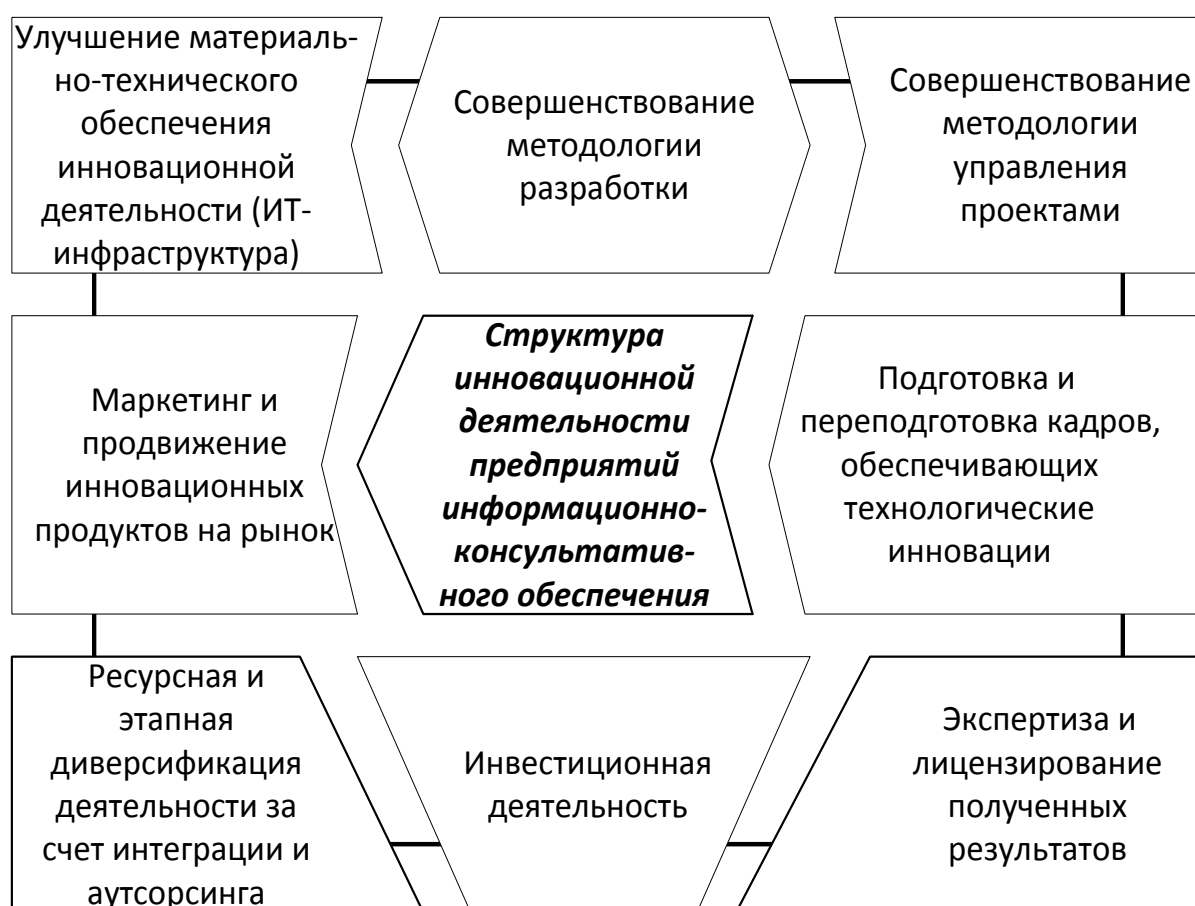 Улучшение материаль-
но-технического
обеспечения
инновационной
деятельности (ИТ-
инфраструктура)
Совершенствование
методологии
разработки
Совершенствование
методологии
управления
проектами
Маркетинг и
продвижение
инновационных
продуктов на рынок
Структура
инновационной
деятельности
предприятий
информационно-
консультатив-
ного обеспечения
Подготовка и
переподготовка кадров,
обеспечивающих
технологические
инновации
Ресурсная и
этапная
диверсификация
деятельности за
счет интеграции и
аутсорсинга
Инвестиционная
деятельность
Экспертиза и
лицензирование
полученных
результатов